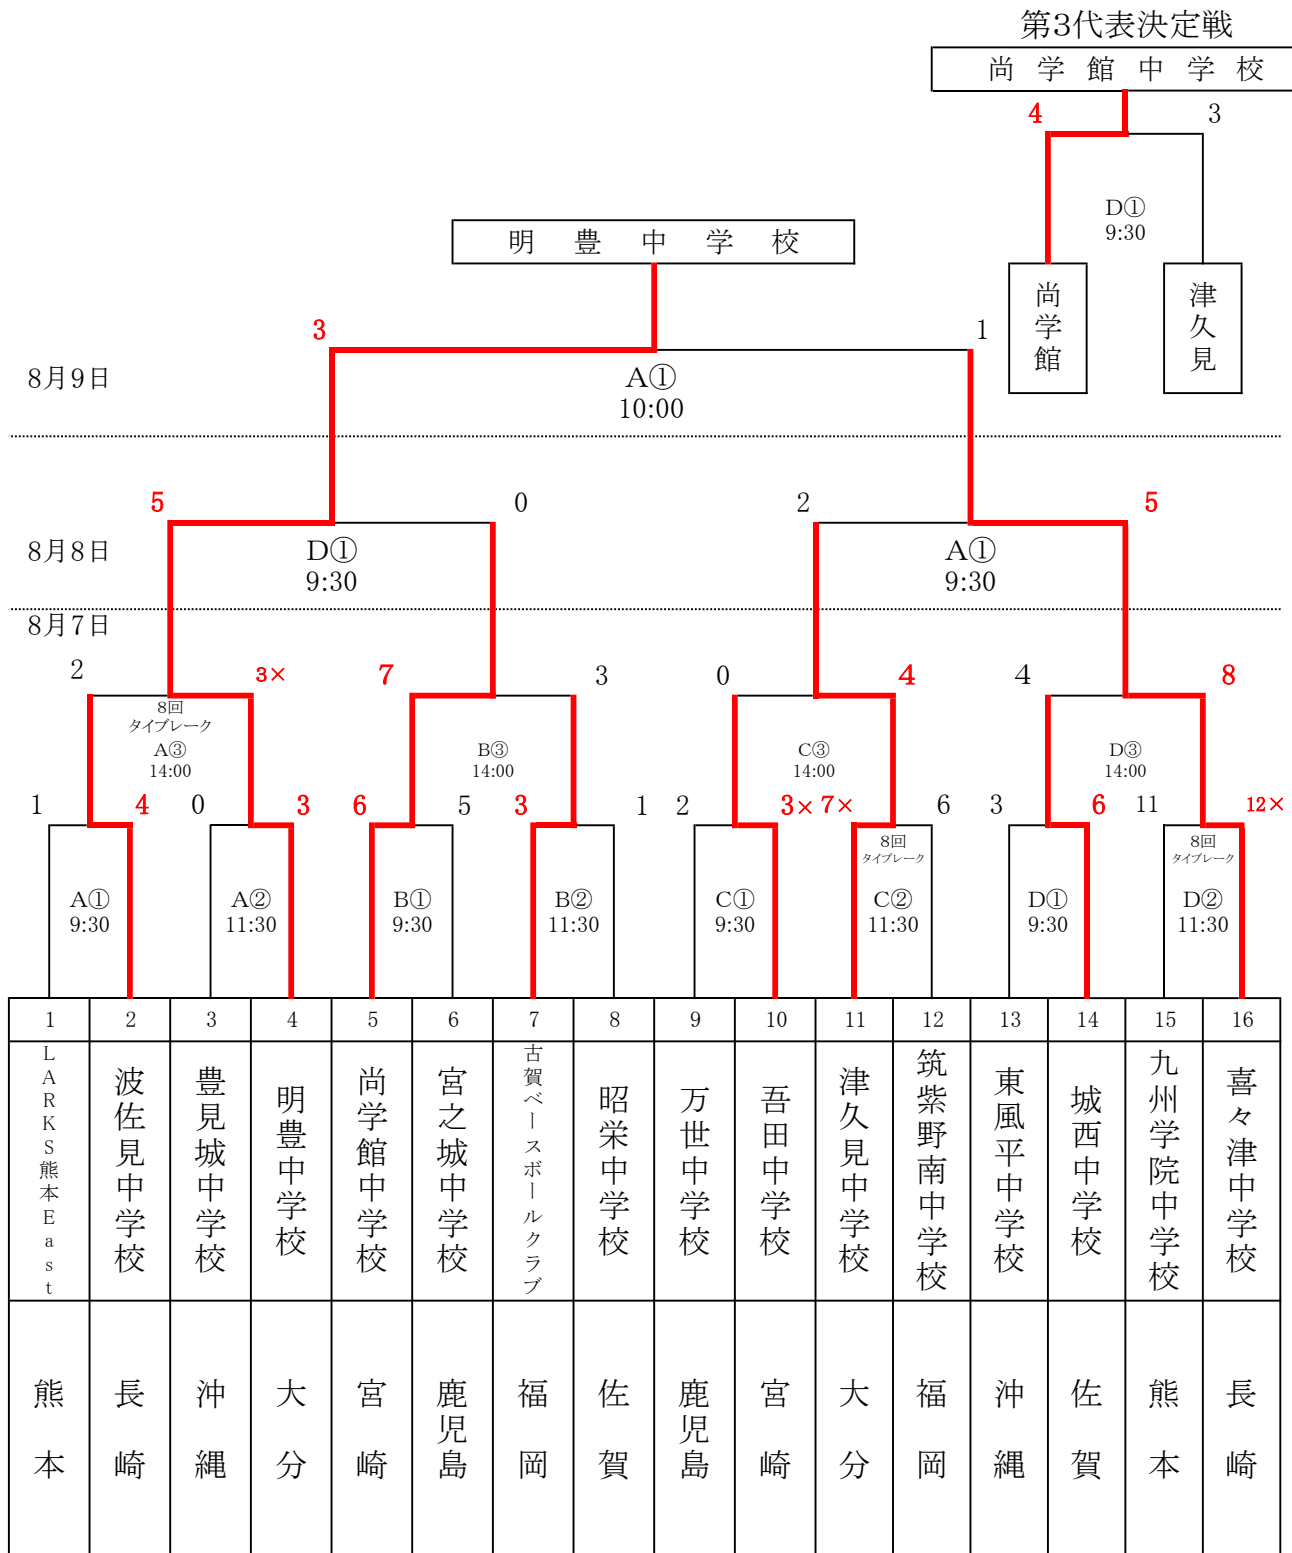 第3代表決定戦
尚学館中学校
4 3
D①
9:30
尚学館
津久見
明豊中学校
3 1
8月9日
A①
10:00
5 0 2 5
8月8日
D①
9:30
A①
9:30
8月7日
2 3× 7 3 0 4 4 8
8回
タイブレーク
A③
14:00
B③
14:00
C③
14:00
D③
14:00
1 4 0 3 6 5 3 1 2 3× 7× 6 3 6 11 12×
A①
9:30
A②
11:30
B①
9:30
B②
11:30
C①
9:30
8回
タイブレーク
C②
11:30
D①
9:30
8回
タイブレーク
D②
11:30
1 2 3 4 5 6 7 8 9 10 11 12 13 14 15 16
LARKS熊本East
波佐見中学校
豊見城中学校
明豊中学校
尚学館中学校
宮之城中学校
古賀ベースボールクラブ
昭栄中学校
万世中学校
吾田中学校
津久見中学校
筑紫野南中学校
東風平中学校
城西中学校
九州学院中学校
喜々津中学校
熊本
長崎
沖縄
大分
宮崎
鹿児島
福岡
佐賀
鹿児島
宮崎
大分
福岡
沖縄
佐賀
熊本
長崎